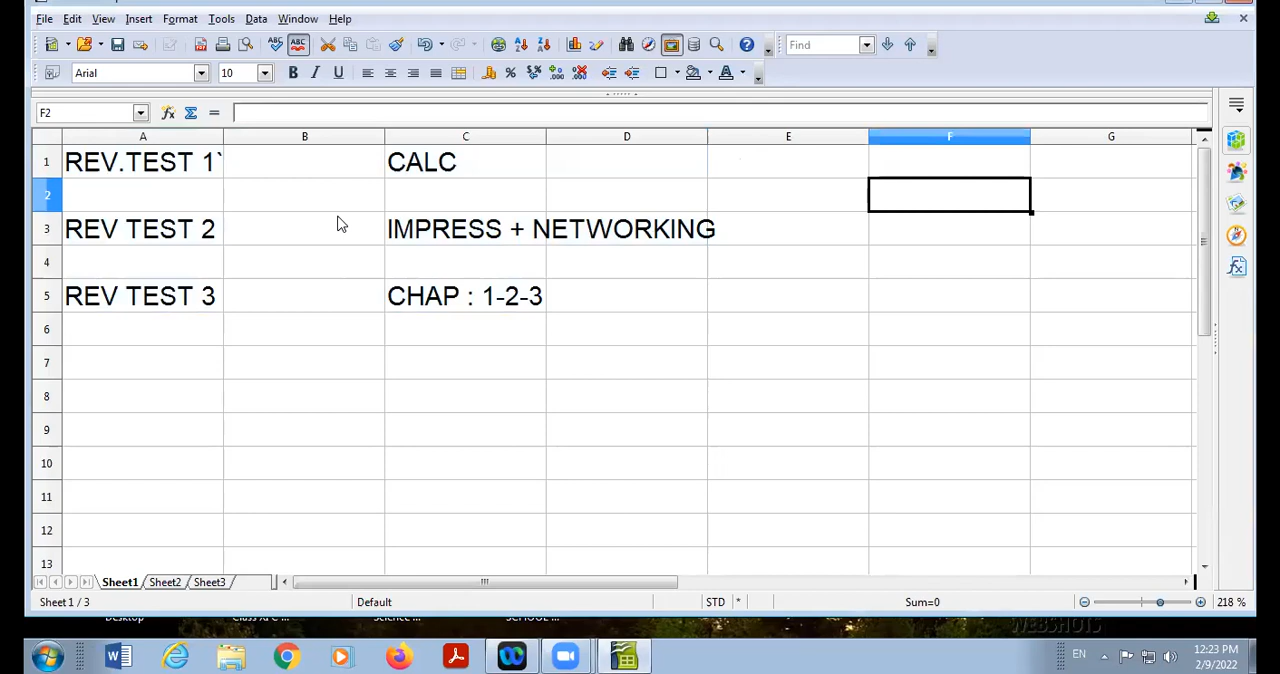 File Edit View Insert Format Tools Data Window Help
Find
Arial 10
F2
A B C D E F G
1 REV.TEST 1` CALC
2
3 REV TEST 2 IMPRESS + NETWORKING
4
5 REV TEST 3 CHAP : 1-2-3
6
7
8
9
10
11
12
13
Sheet1 Sheet2 Sheet3
Sheet 1 / 3 Default STD * Sum=0 218 %
WEBSHOTS
EN 12:23 PM
2/9/2022